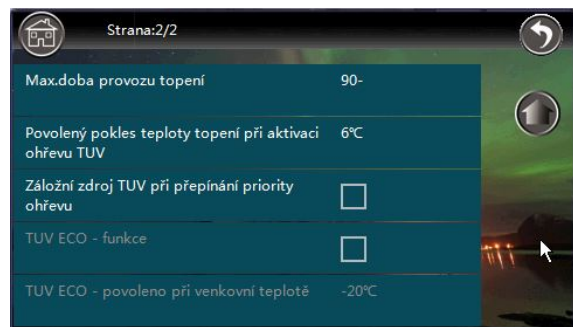 Strana:2/2
Max.doba provozu topení 90-
Povolený pokles teploty topení při aktivaci 6℃
ohřevu TUV
Záložní zdroj TUV při přepínání priority
ohřevu
TUV ECO - funkce
TUV ECO - povoleno při venkovní teplotě -20℃